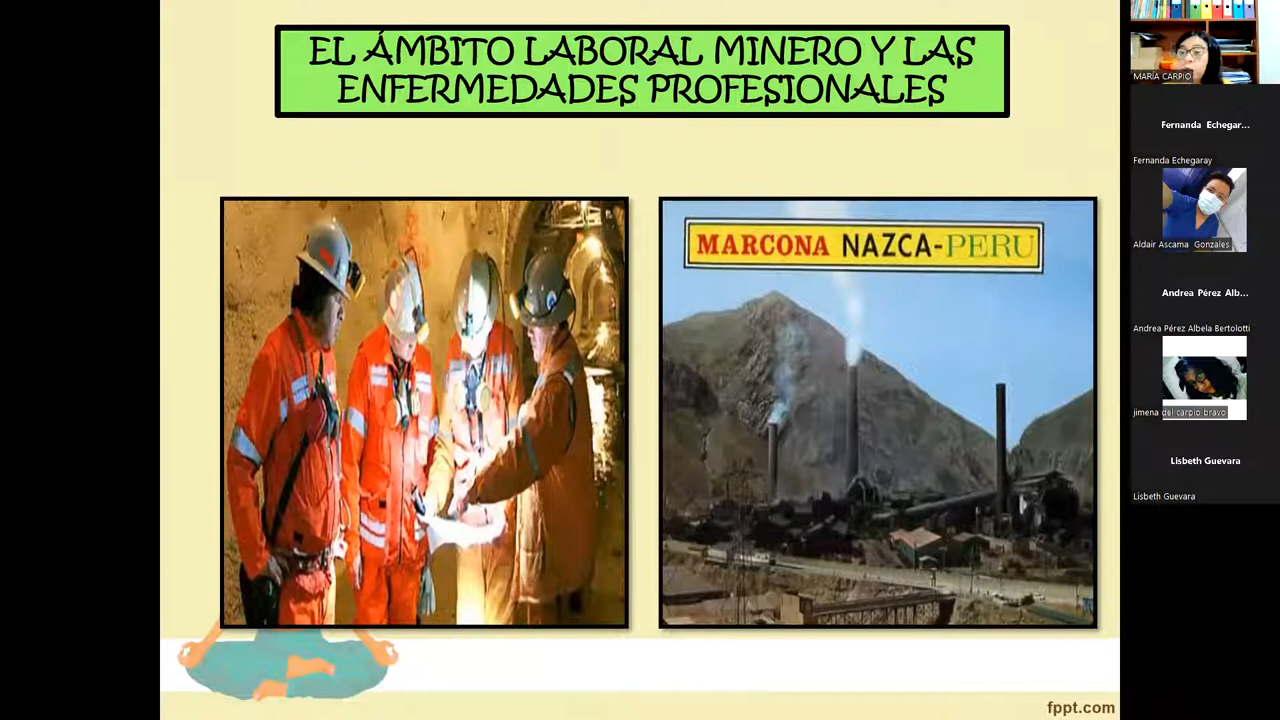 EL ÁMBITO LABORAL MINERO Y LAS
ENFERMEDADES PROFESIONALES
MARCONA NAZCA-PERU
fppt.com
MARÍA CARPIO
Fernanda Echegar...
Fernanda Echegaray
Aldair Ascama Gonzales
Andrea Pérez Alb...
Andrea Pérez Albela Bertolotti
jimena del carpio bravo
Lisbeth Guevara
Lisbeth Guevara